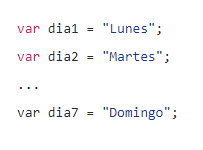 var dia1 = "Lunes";
var dia2 = "Martes";
...
var dia7 = "Domingo";